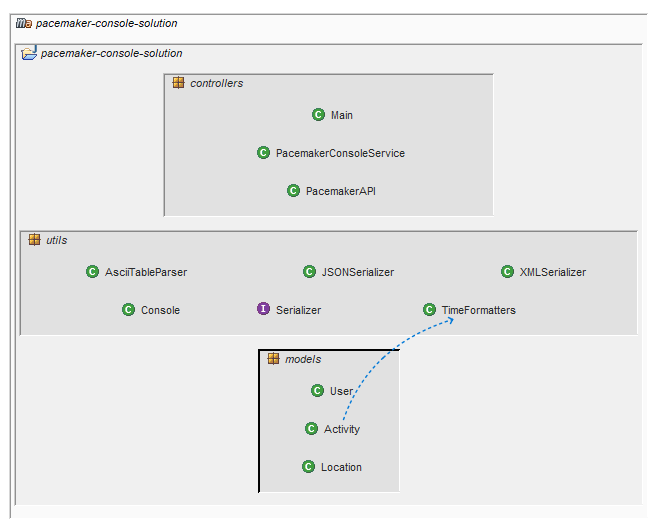 pacemaker-console-solution
pacemaker-console-solution
controllers
C Main
C PacemakerConsoleService
C PacemakerAPI
utils
C AsciiTableParser C JSONSerializer C XMLSerializer
C Console I Serializer C TimeFormatters
models
C User
C Activity
C Location